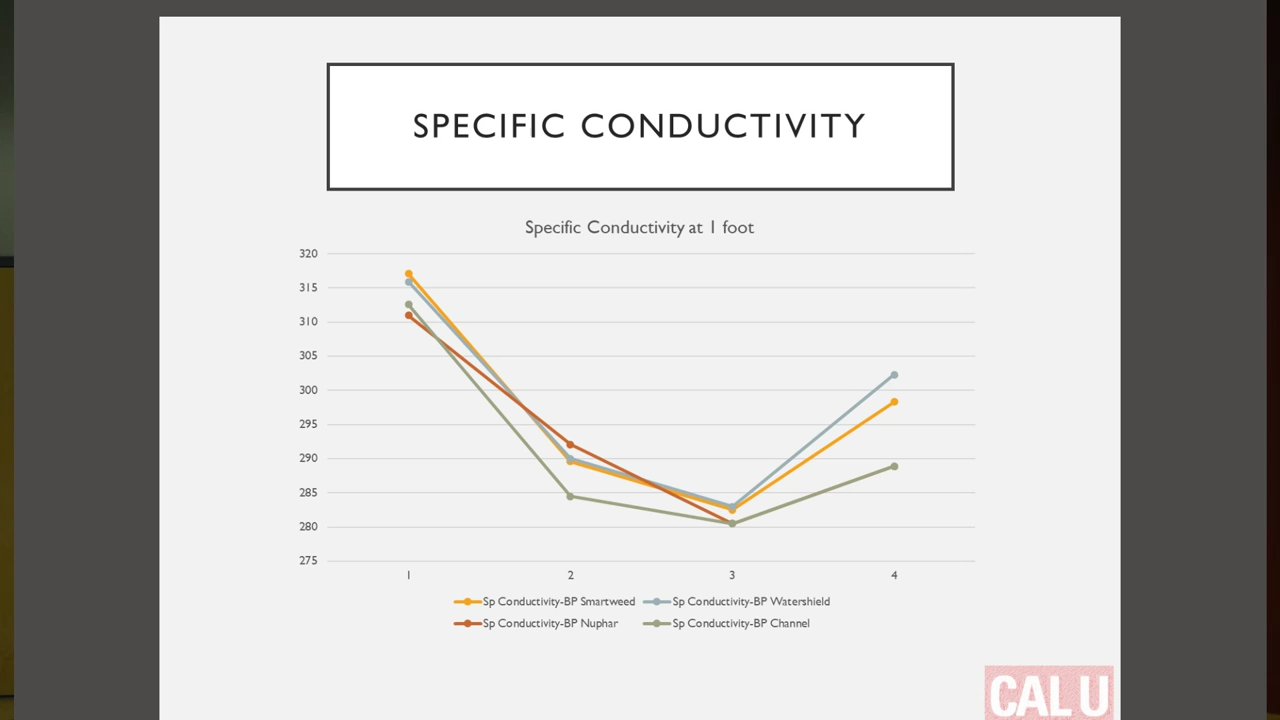 SPECIFIC CONDUCTIVITY
Specific Conductivity at 1 foot
320
315
310
305
300
295
290
285
280
275
1 2 3 4
Sp Conductivity-BP Smartweed Sp Conductivity-BP Watershield
Sp Conductivity-BP Nuphar Sp Conductivity-BP Channel
CAL U